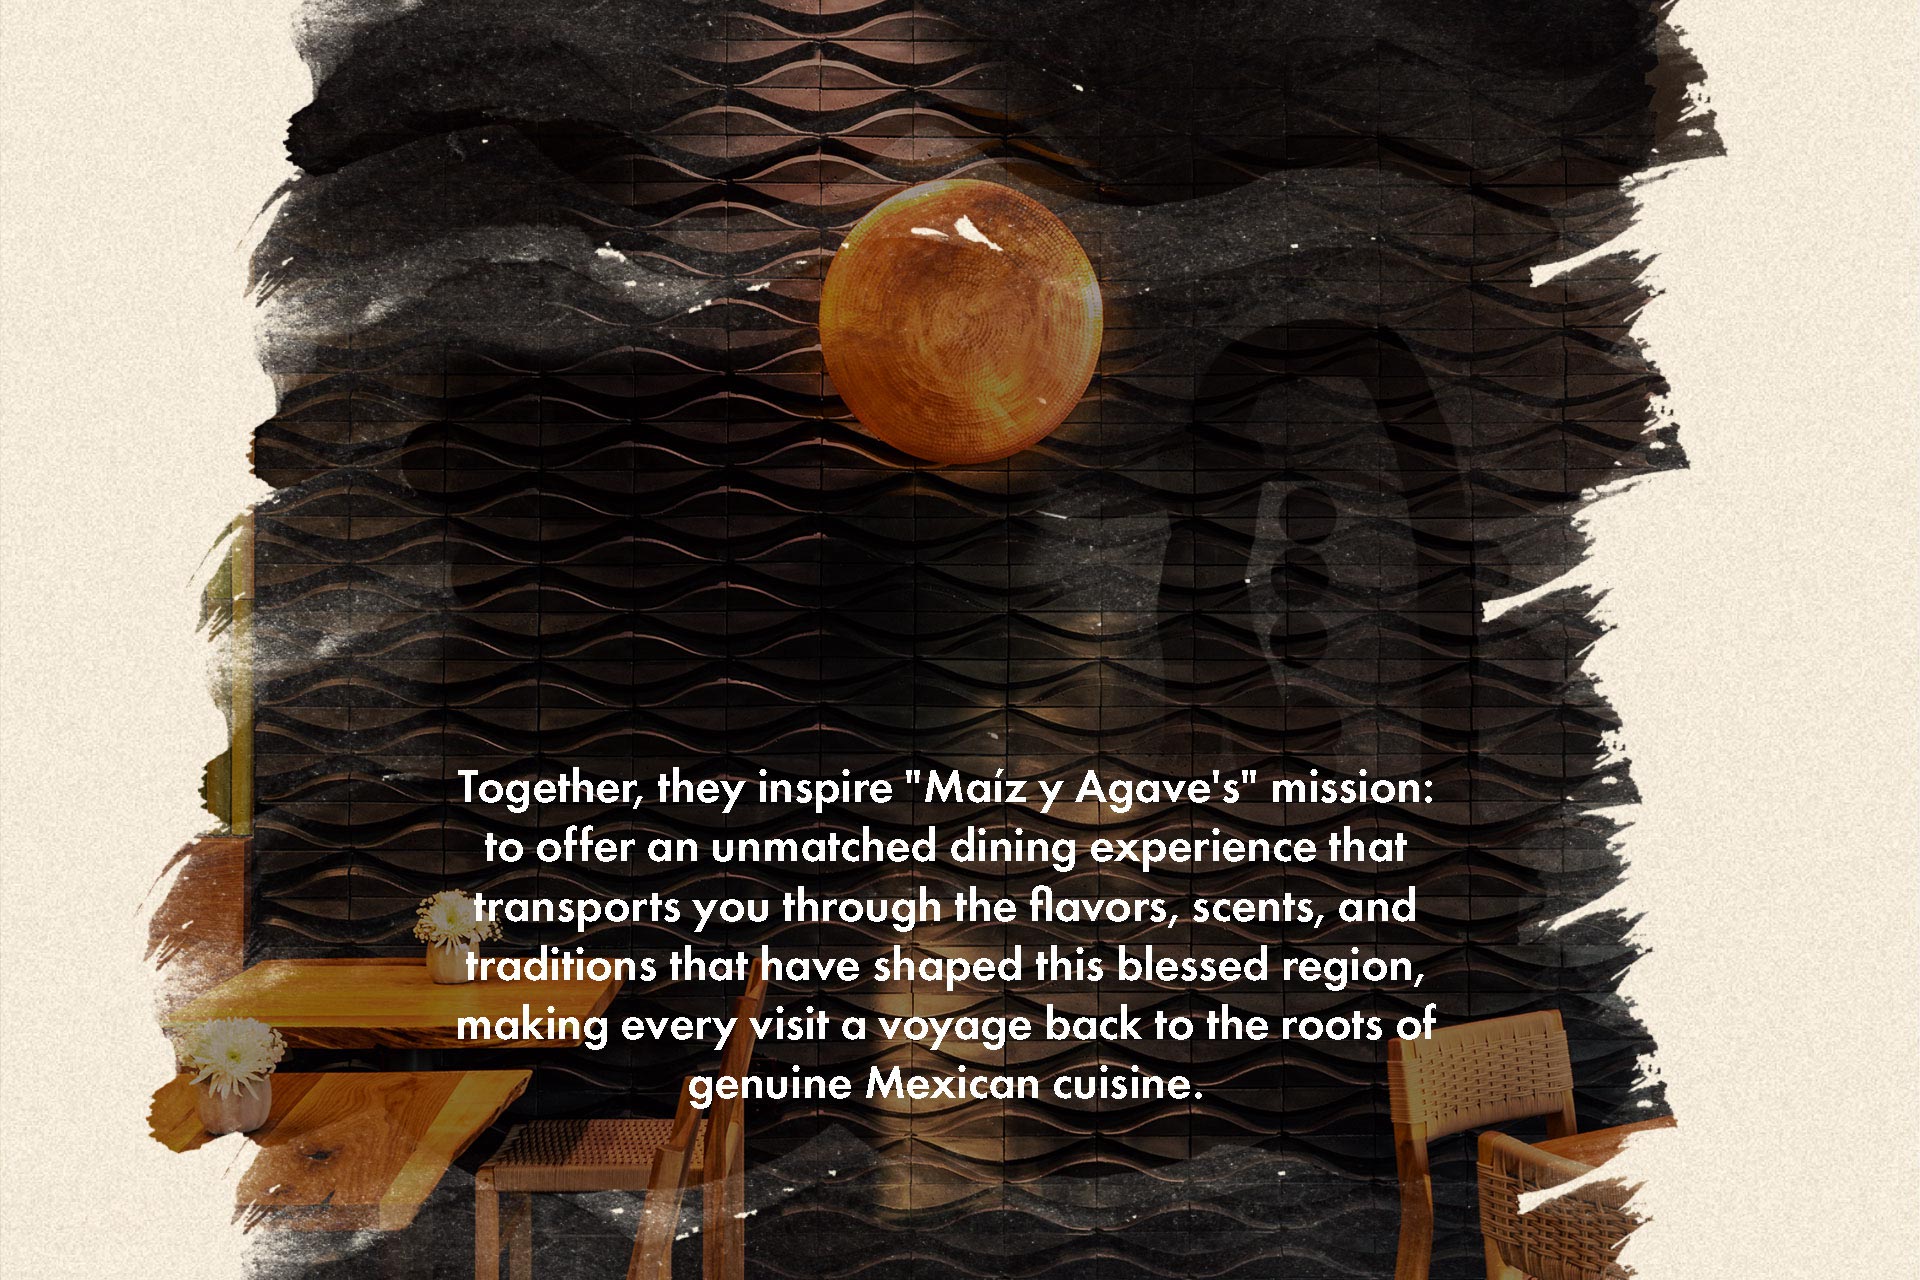 Together, they inspire "Maíz y Agave's" mission:
to offer an unmatched dining experience that
transports you through the flavors, scents, and
traditions that have shaped this blessed region,
making every visit a voyage back to the roots of
genuine Mexican cuisine.